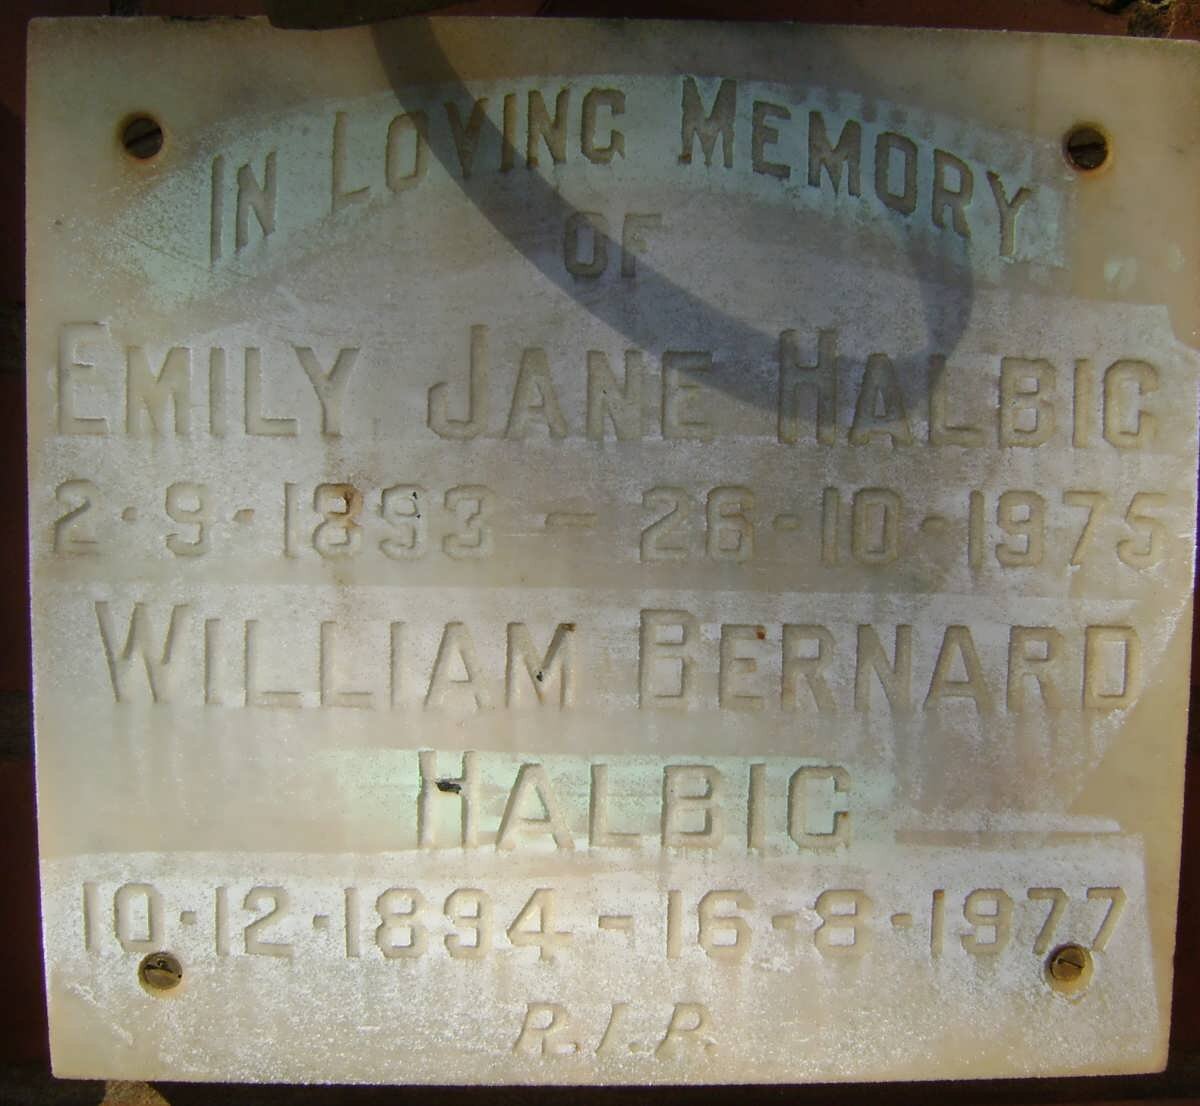 IN LOVING MEMORY
OF
EMILY JANE HALBIG
2-9-1893 - 26-10-1975
WILLIAM BERNARD
HALBIG
10-12-1894 - 16-8-1977
R.I.P.